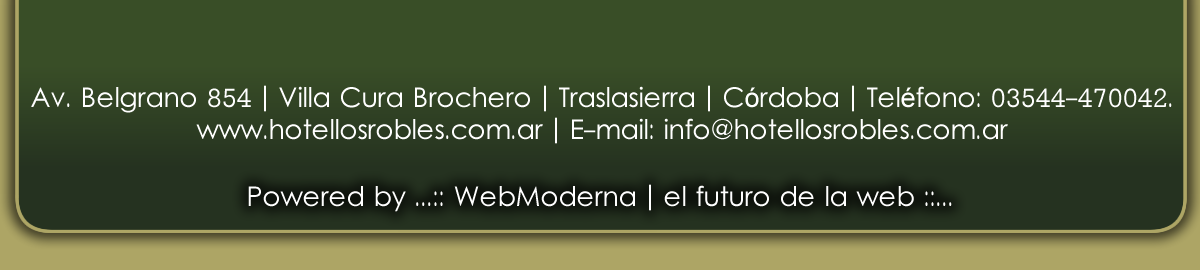 Av. Belgrano 854 | Villa Cura Brochero | Traslasierra | Córdoba | Teléfono: 03544-470042.
www.hotellosrobles.com.ar | E-mail: info@hotellosrobles.com.ar
Powered by ...:: WebModerna | el futuro de la web ::...